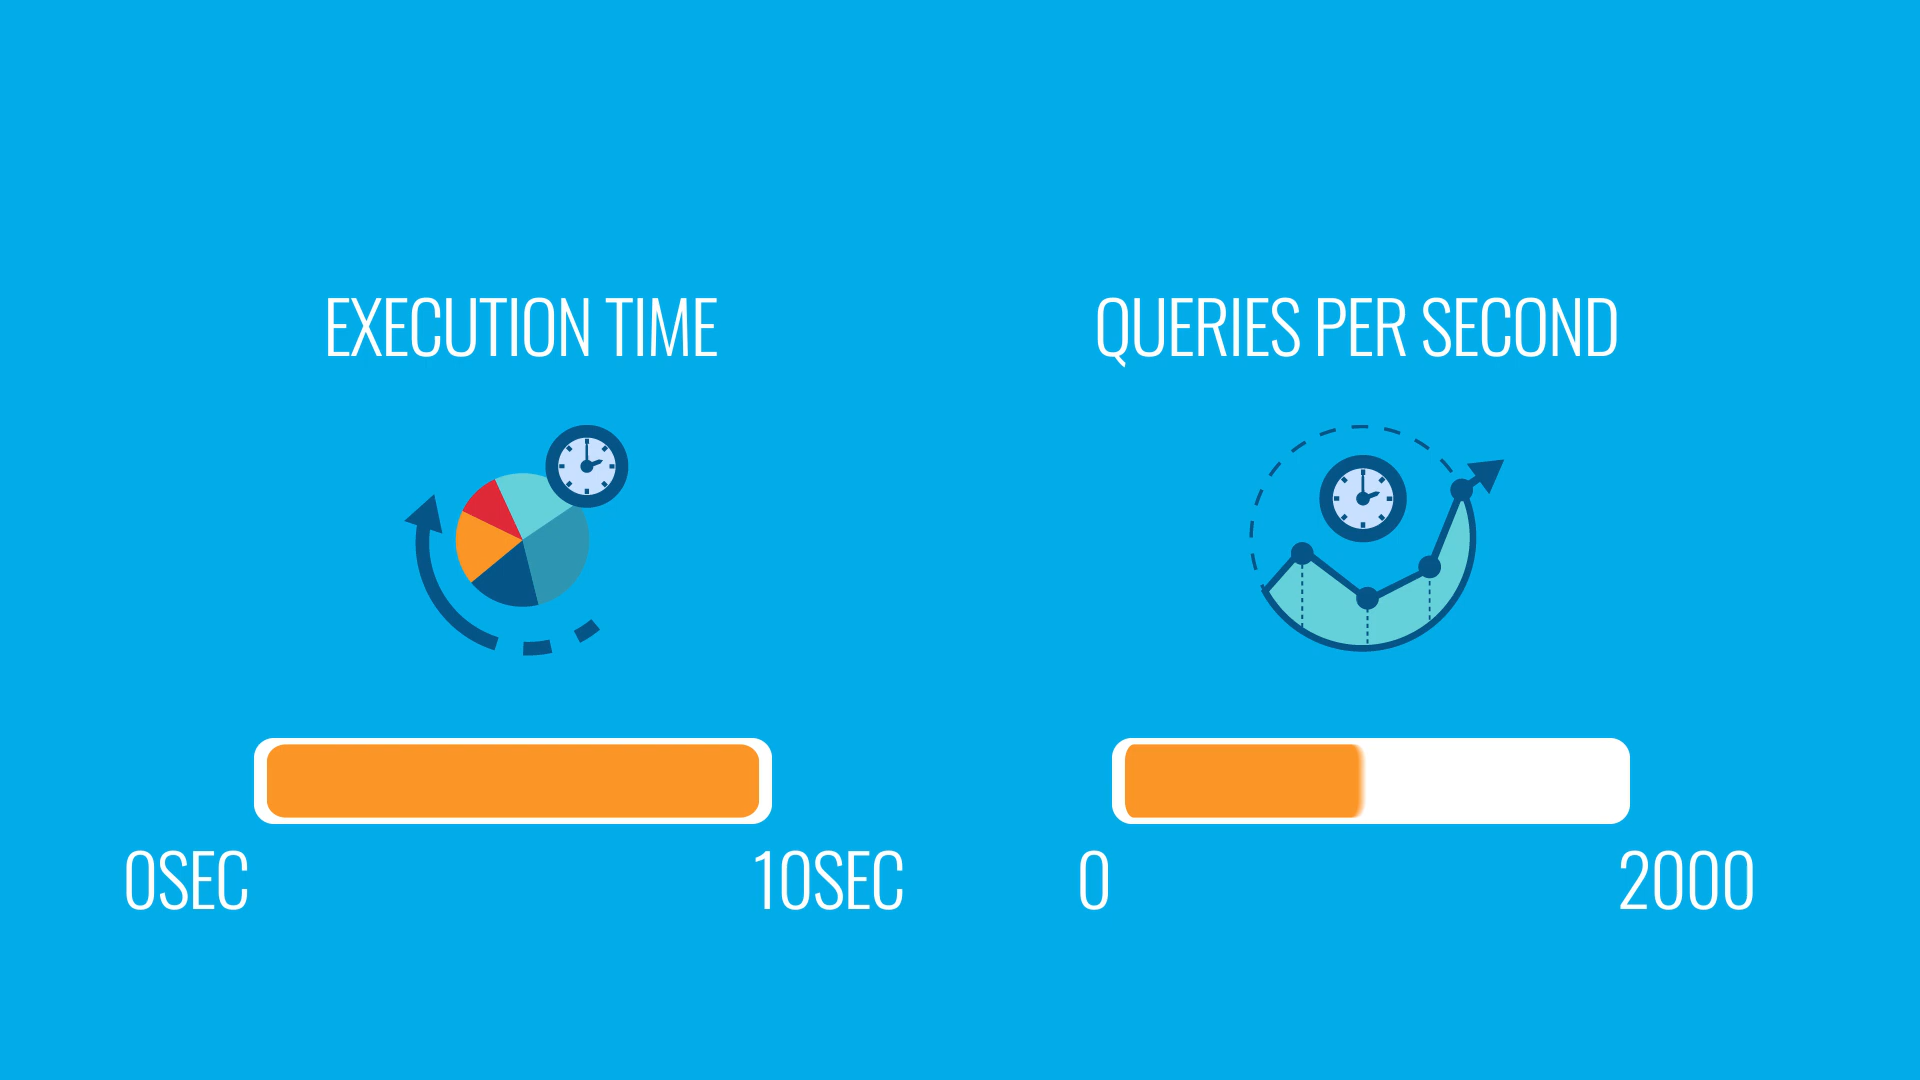 EXECUTION TIME
QUERIES PER SECOND
0SEC
10SEC
0
2000